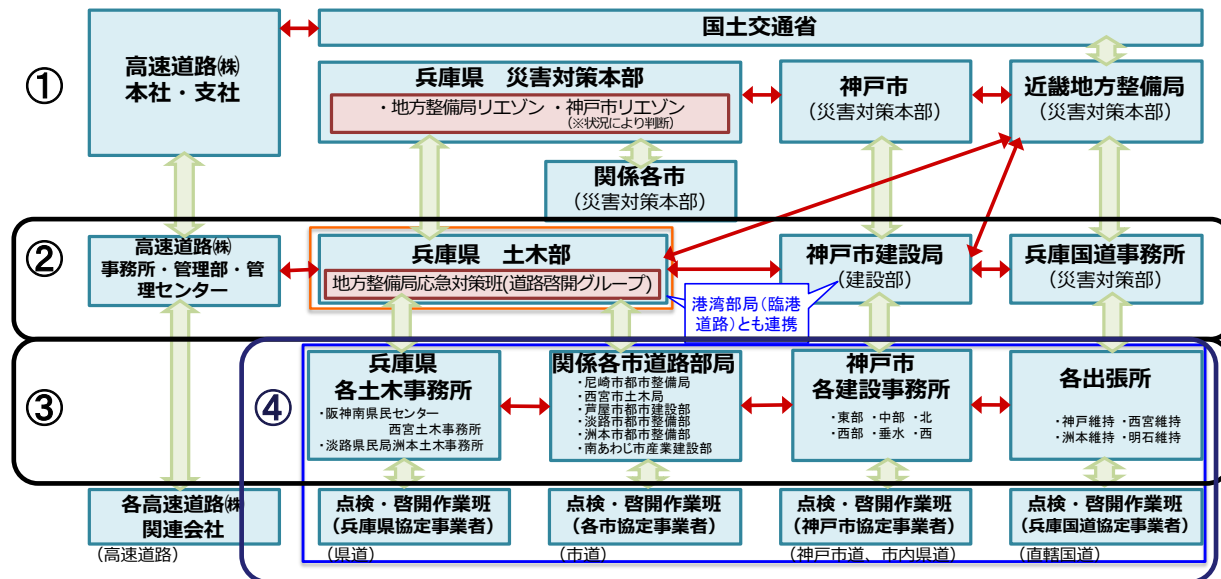 国土交通省
①
高速道路㈱
本社・支社
兵庫県　災害対策本部
・地方整備局リエゾン ・神戸市リエゾン
(※状況により判断)
神戸市
(災害対策本部)
近畿地方整備局
(災害対策本部)
関係各市
(災害対策本部)
②
高速道路㈱
事務所・管理部・管
理センター
兵庫県　土木部
地方整備局応急対策班(道路啓開グループ)
神戸市建設局
(建設部)
兵庫国道事務所
(災害対策部)
港湾部局(臨港
道路)とも連携
③
④
兵庫県
各土木事務所
・阪神南県民センター
西宮土木事務所
・淡路県民局洲本土木事務所
関係各市道路部局
・尼崎市都市整備局
・西宮市土木局
・芦屋市都市建設部
・淡路市都市整備部
・洲本市都市整備部
・南あわじ市産業建設部
神戸市
各建設事務所
・東部 ・中部 ・北
・西部 ・垂水 ・西
各出張所
・神戸維持 ・西宮維持
・洲本維持 ・明石維持
各高速道路㈱
関連会社
(高速道路)
点検・啓開作業班
(兵庫県協定事業者)
(県道)
点検・啓開作業班
(各市協定事業者)
(市道)
点検・啓開作業班
(神戸市協定事業者)
(神戸市道、市内県道)
点検・啓開作業班
(兵庫国道協定事業者)
(直轄国道)